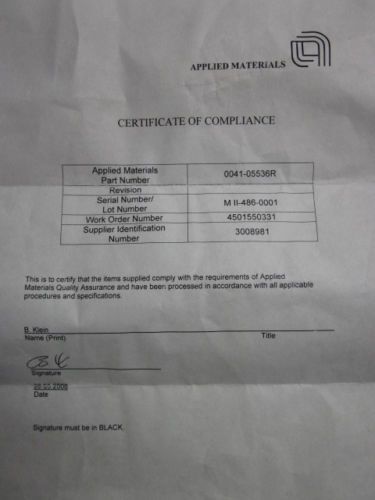 APPLIED MATERIALS
CERTIFICATE OF COMPLIANCE
Applied Materials Part Number 0041-05536R
Revision
Serial Number/ Lot Number M II-486-0001
Work Order Number 4501550331
Supplier Identification Number 3008981
This is to certify that the items supplied comply with the requirements of Applied
Materials Quality Assurance and have been processed in accordance with all applicable
procedures and specifications.
B. Klein
Name (Print) Title
Signature
Date
Signature must be in BLACK.